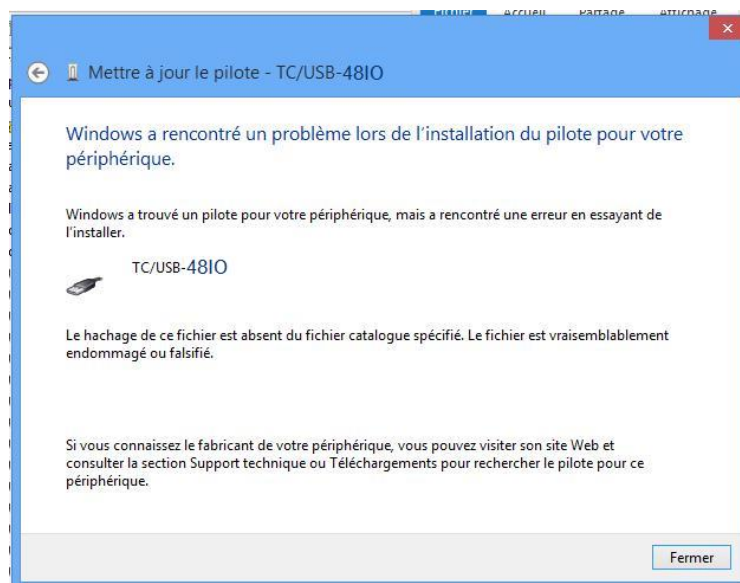 Fichier Accueil Partage Affichage
Mettre à jour le pilote - TC/USB-48IO
Windows a rencontré un problème lors de l'installation du pilote pour votre
périphérique.
Windows a trouvé un pilote pour votre périphérique, mais a rencontré une erreur en essayant de
l'installer.
TC/USB-48IO
Le hachage de ce fichier est absent du fichier catalogue spécifié. Le fichier est vraisemblablement
endommagé ou falsifié.
Si vous connaissez le fabricant de votre périphérique, vous pouvez visiter son site Web et
consulter la section Support technique ou Téléchargements pour rechercher le pilote pour ce
périphérique.
Fermer